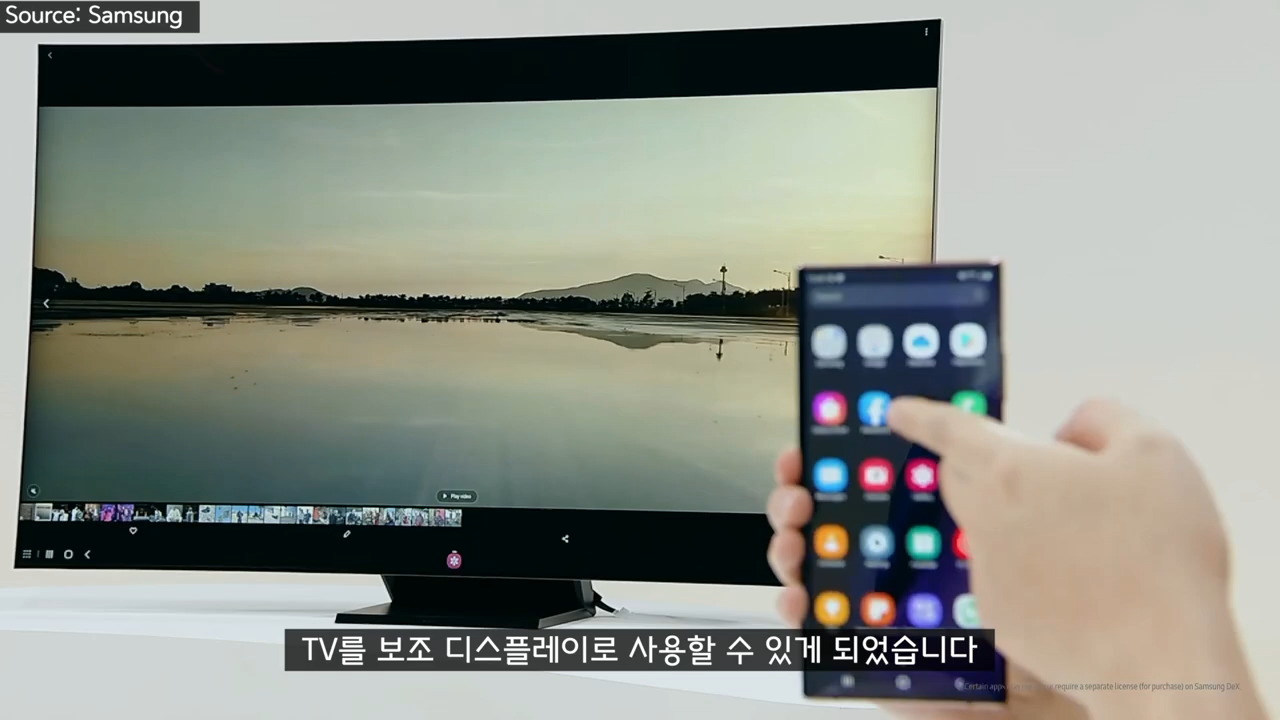 Source: Samsung
Play video
TV를 보조 디스플레이로 사용할 수 있게 되었습니다
require a separate license (for purchase) on Samsung DeX.